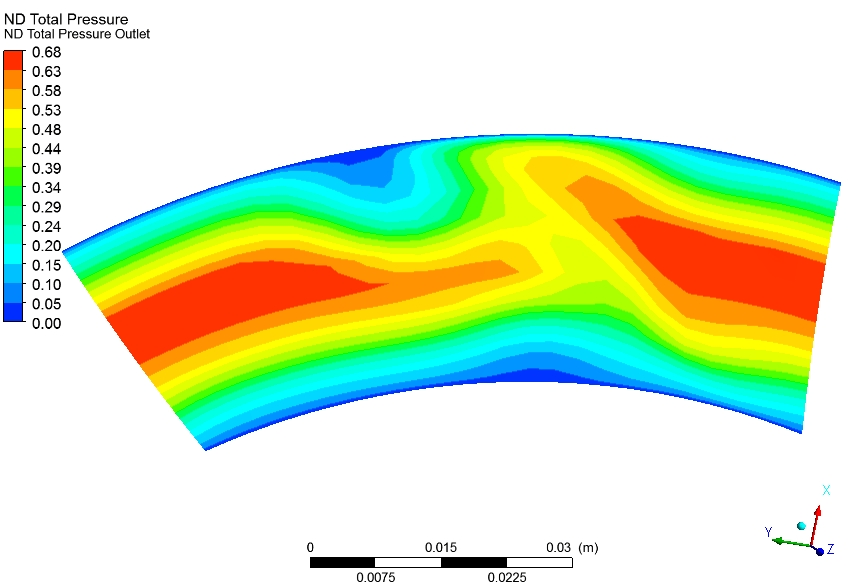 ND Total Pressure
ND Total Pressure Outlet
0.68
0.63
0.58
0.53
0.48
0.44
0.39
0.34
0.29
0.24
0.20
0.15
0.10
0.05
0.00
X
Y
Z
0 0.015 0.03 (m)
0.0075 0.0225